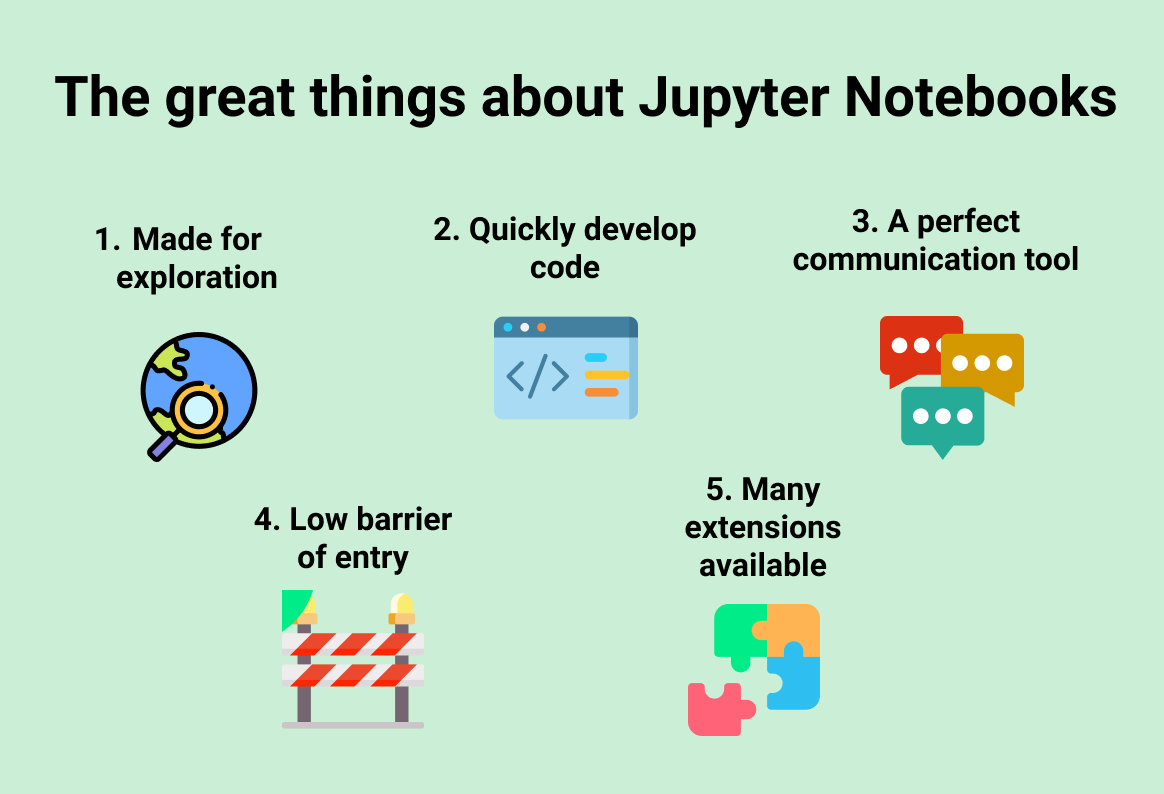 The great things about Jupyter Notebooks
1. Made for
exploration
2. Quickly develop
code
3. A perfect
communication tool
4. Low barrier
of entry
5. Many
extensions
available